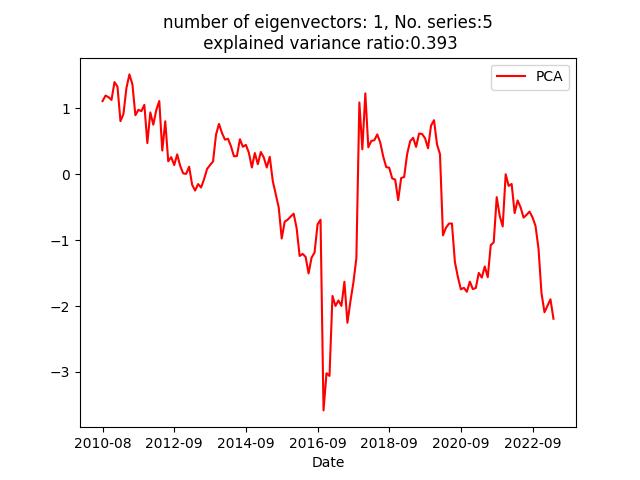 number of eigenvectors: 1, No. series:5
explained variance ratio:0.393
PCA
1
0
−1
−2
−3
2010-08 2012-09 2014-09 2016-09 2018-09 2020-09 2022-09
Date